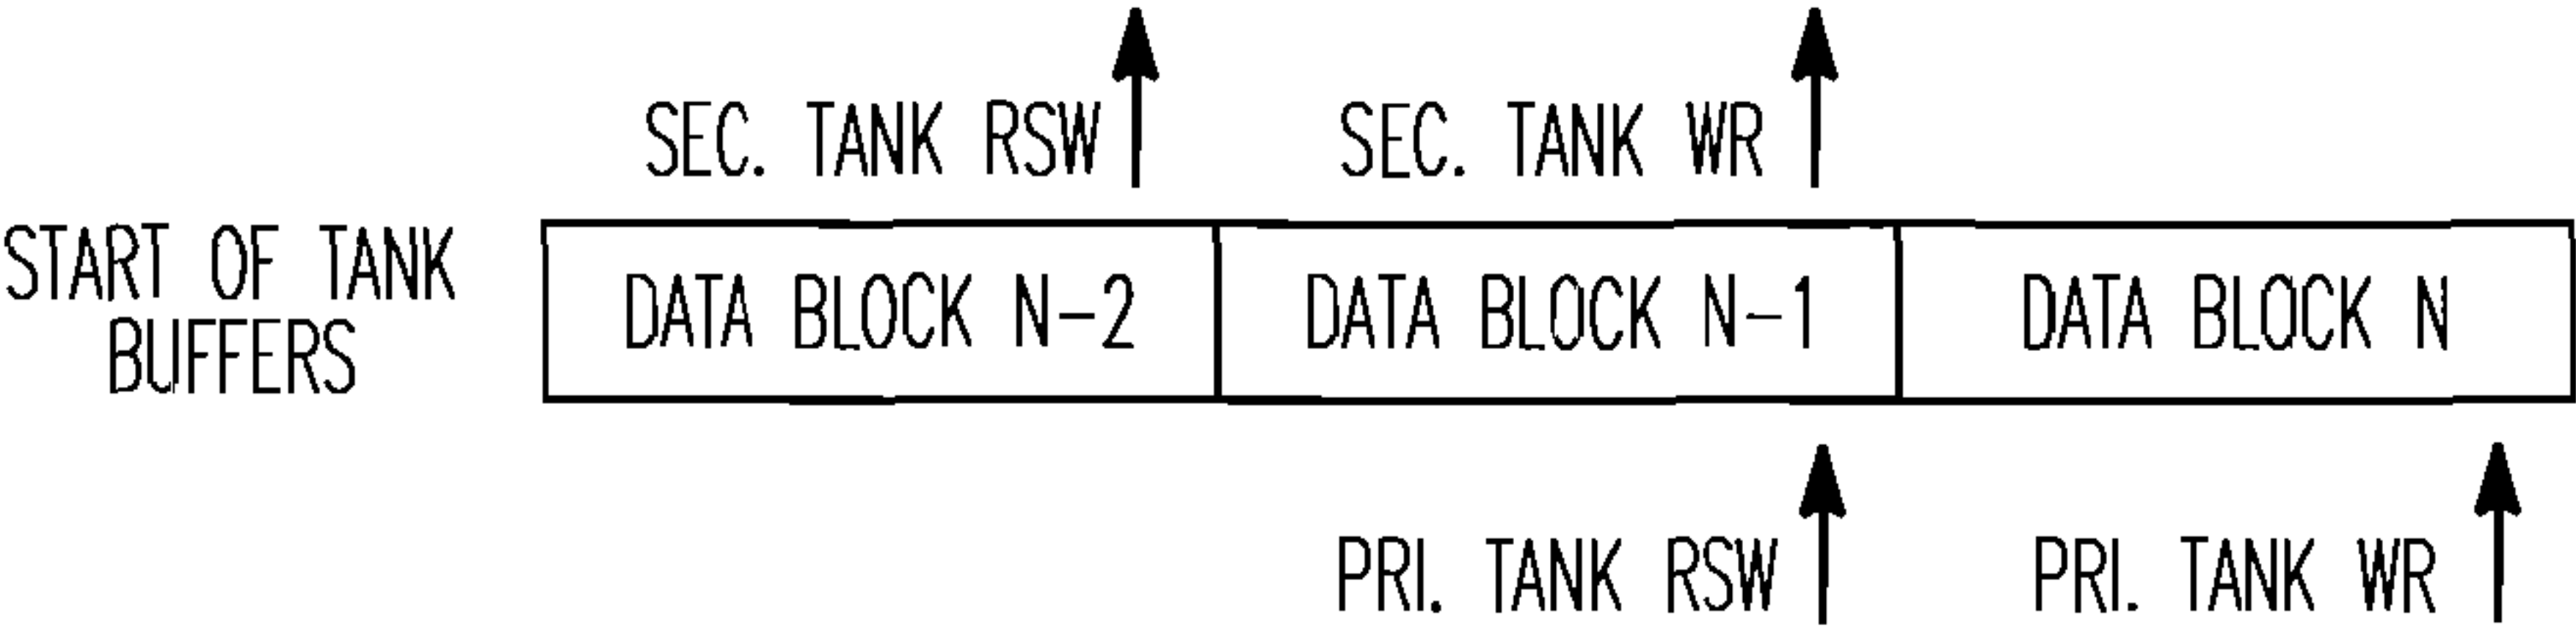 SEC. TANK RSW
SEC. TANK WR
START OF TANK
BUFFERS
DATA BLOCK N-2
DATA BLOCK N-1
DATA BLOCK N
PRI. TANK RSW
PRI. TANK WR